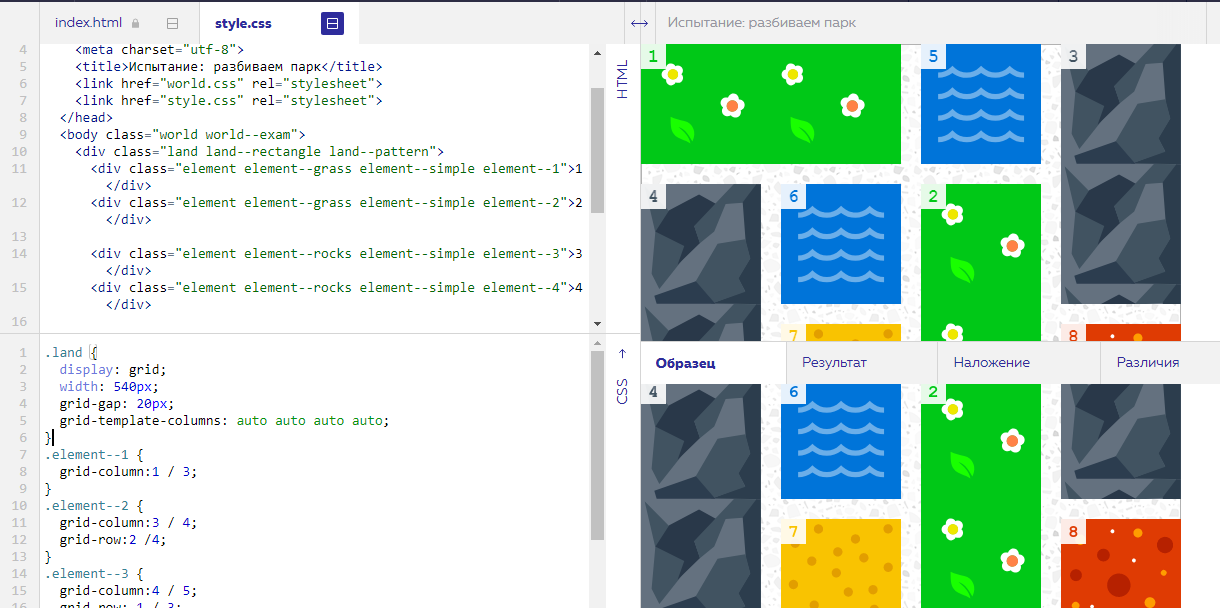 index.html
style.css
Испытание: разбиваем парк
4 <meta charset="utf-8">
5 <title>Испытание: разбиваем парк</title>
6 <link href="world.css" rel="stylesheet">
7 <link href="style.css" rel="stylesheet">
8 </head>
9 <body class="world world--exam">
10 <div class="land land--rectangle land--pattern">
11 <div class="element element--grass element--simple element--1">1
</div>
12 <div class="element element--grass element--simple element--2">2
</div>
13
14 <div class="element element--rocks element--simple element--3">3
</div>
15 <div class="element element--rocks element--simple element--4">4
</div>
16
HTML
1 .land {
2 display: grid;
3 width: 540px;
4 grid-gap: 20px;
5 grid-template-columns: auto auto auto auto;
6 }
7 .element--1 {
8 grid-column:1 / 3;
9 }
10 .element--2 {
11 grid-column:3 / 4;
12 grid-row:2 /4;
13 }
14 .element--3 {
15 grid-column:4 / 5;
16 grid-row: 1 / 3;
CSS
1
5
3
4
6
2
7
8
Образец
Результат
Наложение
Различия
4
6
2
7
8